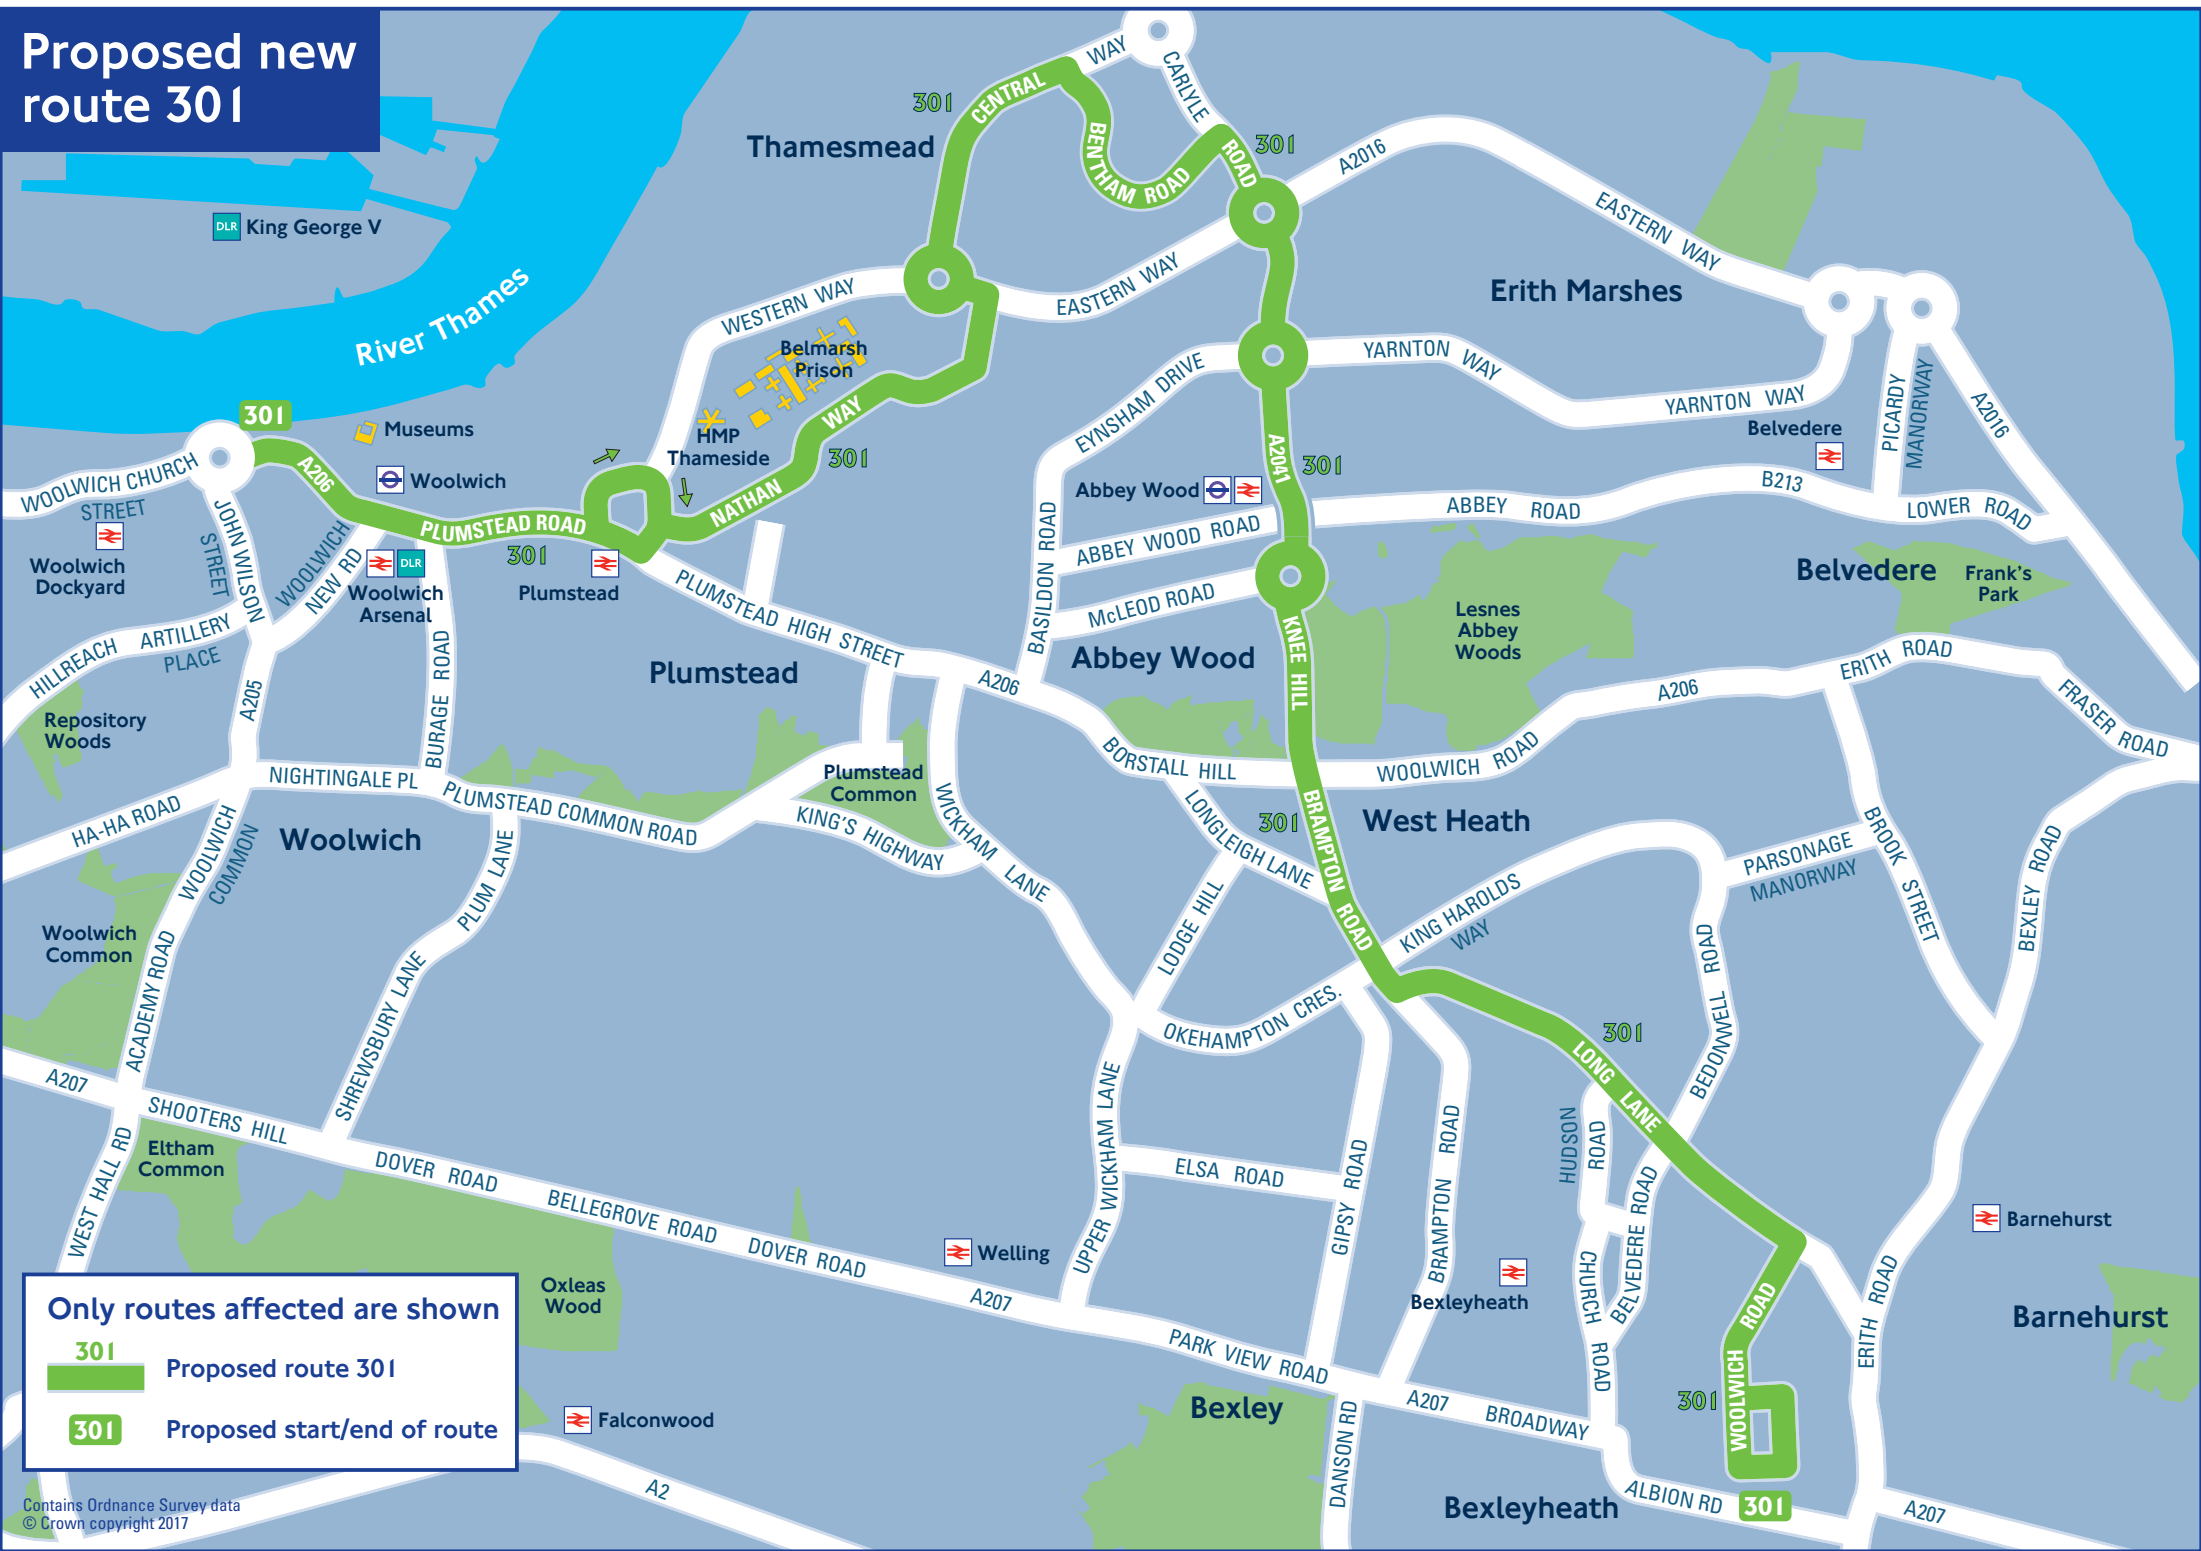 Proposed new
route 301
DLR King George V
River Thames
Thamesmead
301
CENTRAL
WAY
CARLYLE
ROAD
301
BENTHAM ROAD
A2016
EASTERN WAY
Erith Marshes
WESTERN WAY
EASTERN WAY
Belmarsh
Prison
HMP
Thameside
NATHAN
WAY
301
301
Museums
Woolwich
A206
PLUMSTEAD ROAD
301
Plumstead
WOOLWICH CHURCH
STREET
Woolwich
Dockyard
JOHN WILSON
STREET
WOOLWICH
NEW RD
DLR
Woolwich
Arsenal
HILLREACH
ARTILLERY
PLACE
A205
BURAGE ROAD
Repository
Woods
EYNSHAM DRIVE
YARNTON WAY
YARNTON WAY
A2041
301
Abbey Wood
Belvedere
PICARDY
MANORWAY
A2016
BASILDON ROAD
ABBEY WOOD ROAD
ABBEY ROAD
B213
LOWER ROAD
McLEOD ROAD
Abbey Wood
KNEE HILL
Lesnes
Abbey
Woods
Belvedere
Frank's
Park
PLUMSTEAD HIGH STREET
Plumstead
A206
BORSTALL HILL
WOOLWICH ROAD
A206
ERITH ROAD
FRASER ROAD
HA-HA ROAD
NIGHTINGALE PL
PLUMSTEAD COMMON ROAD
Plumstead
Common
KING'S HIGHWAY
WICKHAM LANE
Woolwich
WOOLWICH
COMMON
PLUM LANE
Woolwich
Common
ACADEMY ROAD
SHREWSBURY LANE
LONGLEIGH LANE
301
BRAMPTON ROAD
West Heath
LODGE HILL
KING HAROLDS
WAY
PARSONAGE
MANORWAY
BROOK STREET
BEXLEY ROAD
BEDONWELL ROAD
OKEHAMPTON CRES.
301
LONG LANE
A207
SHOOTERS HILL
Eltham
Common
WEST HALL RD
DOVER ROAD
BELLEGROVE ROAD
DOVER ROAD
Oxleas
Wood
Welling
A207
UPPER WICKHAM LANE
ELSA ROAD
GIPSY ROAD
BRAMPTON ROAD
HUDSON
ROAD
BELVEDERE ROAD
CHURCH ROAD
Bexleyheath
Barnehurst
Barnehurst
ERITH ROAD
WOOLWICH
ROAD
301
PARK VIEW ROAD
Bexley
DANSON RD
A207
BROADWAY
Bexleyheath
ALBION RD
301
A207
Falconwood
A2
Only routes affected are shown
301
Proposed route 301
301 Proposed start/end of route
Contains Ordnance Survey data
© Crown copyright 2017